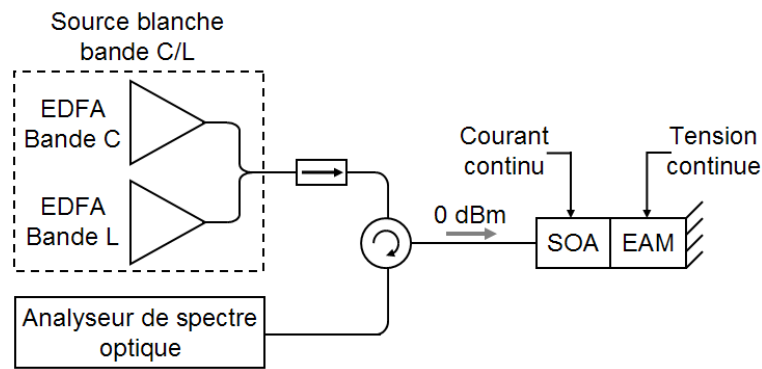 Source blanche
bande C/L
EDFA
Bande C
EDFA
Bande L
Courant
continu
Tension
continue
0 dBm
SOA
EAM
Analyseur de spectre
optique